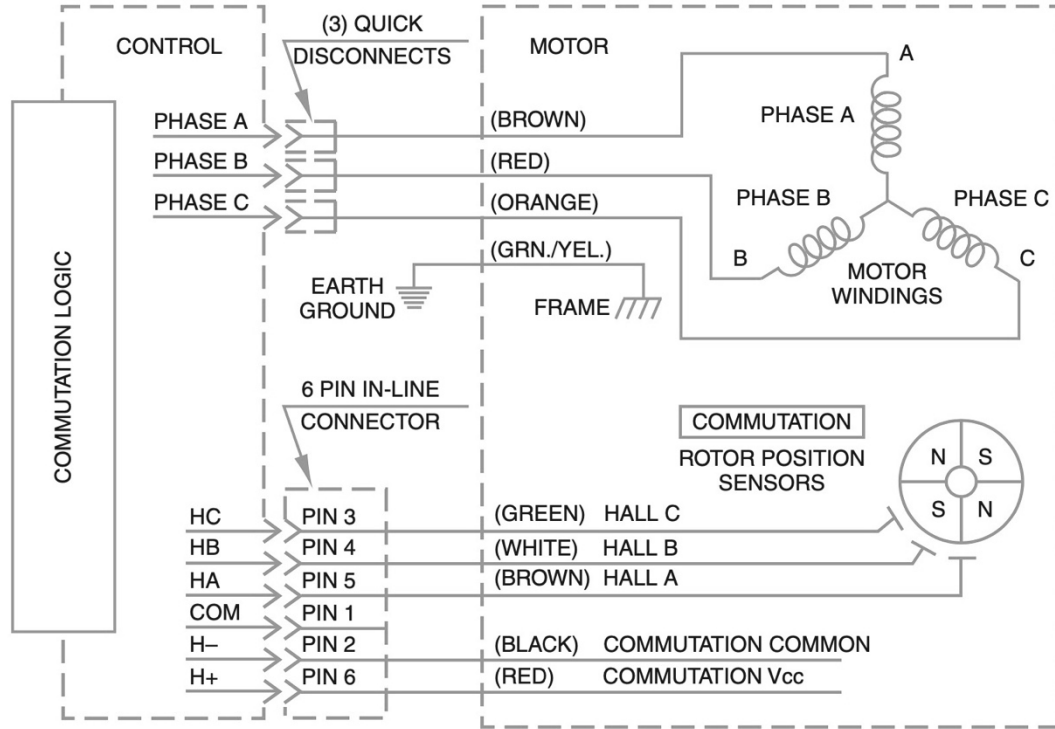 CONTROL
(3) QUICK
DISCONNECTS
MOTOR
A
PHASE A
(BROWN)
PHASE A
PHASE B
(RED)
PHASE B
PHASE C
PHASE C
(ORANGE)
B
C
MOTOR
WINDINGS
(GRN./YEL.)
EARTH
GROUND
FRAME
COMMUTATION LOGIC
6 PIN IN-LINE
CONNECTOR
COMMUTATION
ROTOR POSITION
SENSORS
N S
S N
HC PIN 3 (GREEN) HALL C
HB PIN 4 (WHITE) HALL B
HA PIN 5 (BROWN) HALL A
COM PIN 1
H– PIN 2 (BLACK) COMMUTATION COMMON
H+ PIN 6 (RED) COMMUTATION Vcc